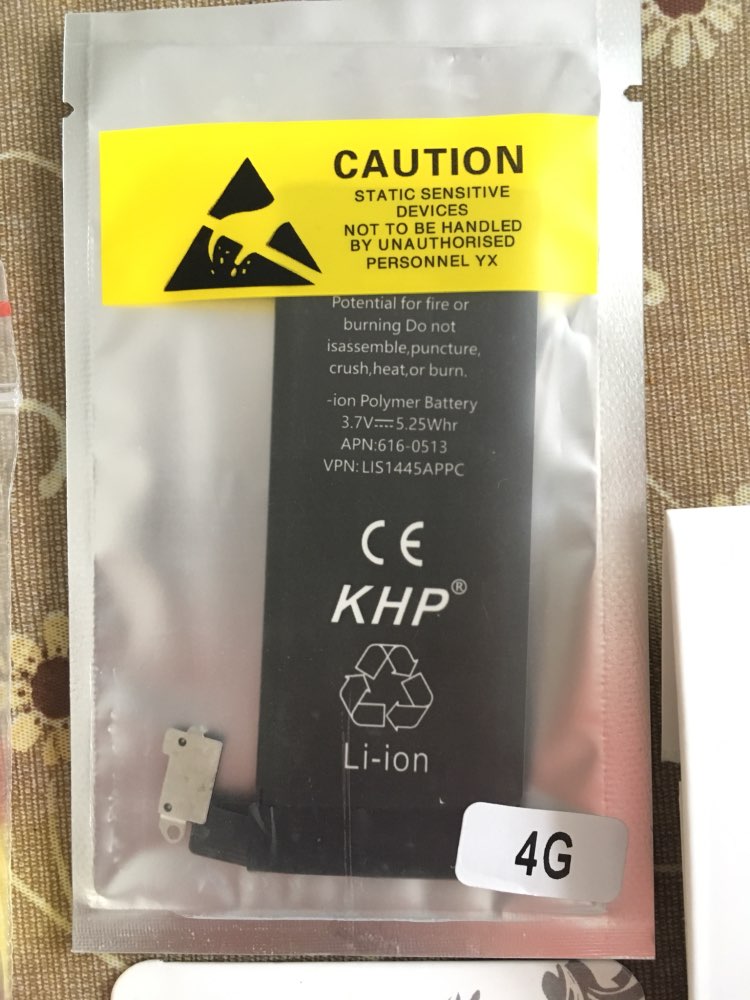 CAUTION
STATIC SENSITIVE
DEVICES
NOT TO BE HANDLED
BY UNAUTHORISED
PERSONNEL YX
Potential for fire or
burning Do not
isassemble,puncture,
crush,heat,or burn.
-ion Polymer Battery
3.7V⎓5.25Whr
APN:616-0513
VPN:LIS1445APPC
CE
KHP®
Li-ion
4G